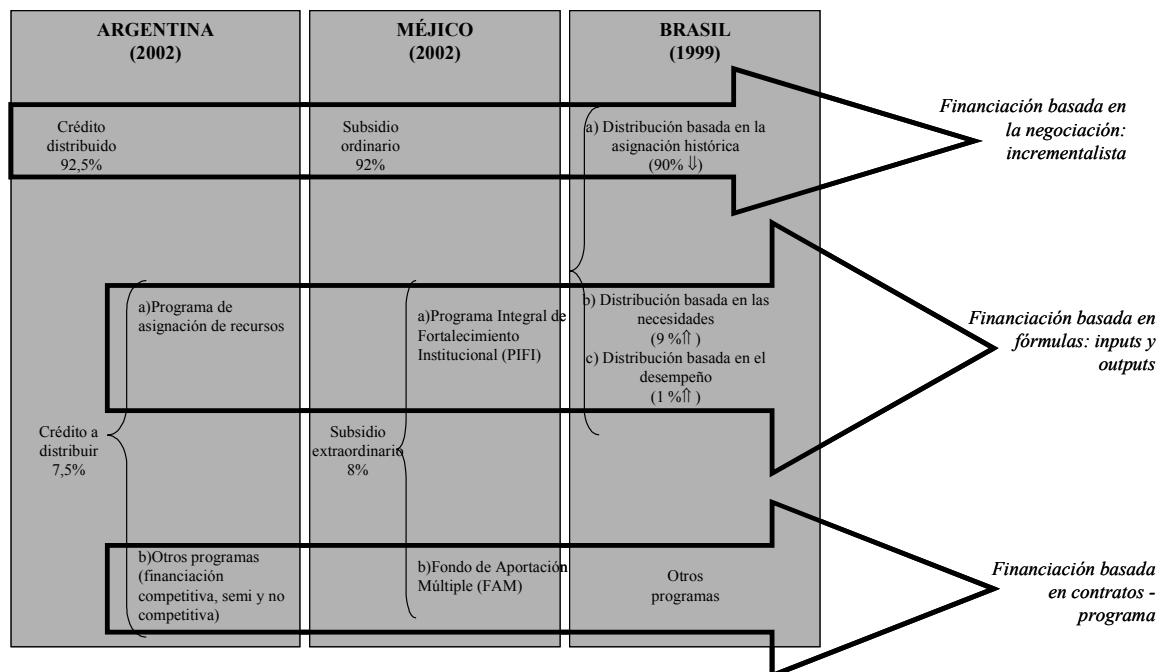 ARGENTINA
(2002)
MÉJICO
(2002)
BRASIL
(1999)
Crédito
distribuido
92,5%
Subsidio
ordinario
92%
a) Distribución basada en la
asignación histórica
(90% ⇓)
Financiación basada en
la negociación:
incrementalista
a)Programa de
asignación de recursos
a)Programa Integral de
Fortalecimiento
Institucional (PIFI)
b) Distribución basada en las
necesidades
(9 %⇑ )
c) Distribución basada en el
desempeño
(1 %⇑ )
Financiación basada en
fórmulas: inputs y
outputs
Crédito a
distribuir
7,5%
Subsidio
extraordinario
8%
b)Otros programas
(financiación
competitiva, semi y no
competitiva)
b)Fondo de Aportación
Múltiple (FAM)
Otros
programas
Financiación basada
en contratos -
programa